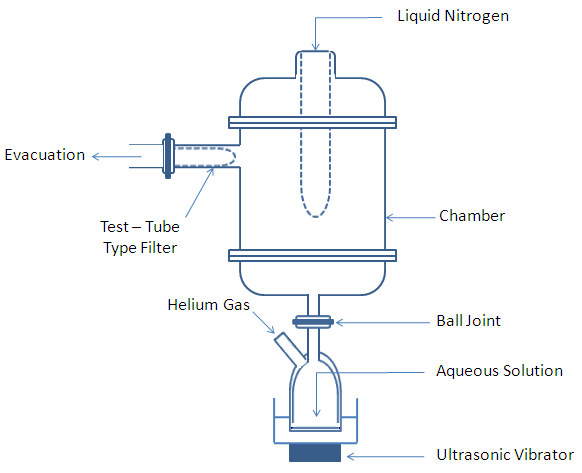 Liquid Nitrogen
Evacuation
Test – Tube
Type Filter
Chamber
Helium Gas
Ball Joint
Aqueous Solution
Ultrasonic Vibrator